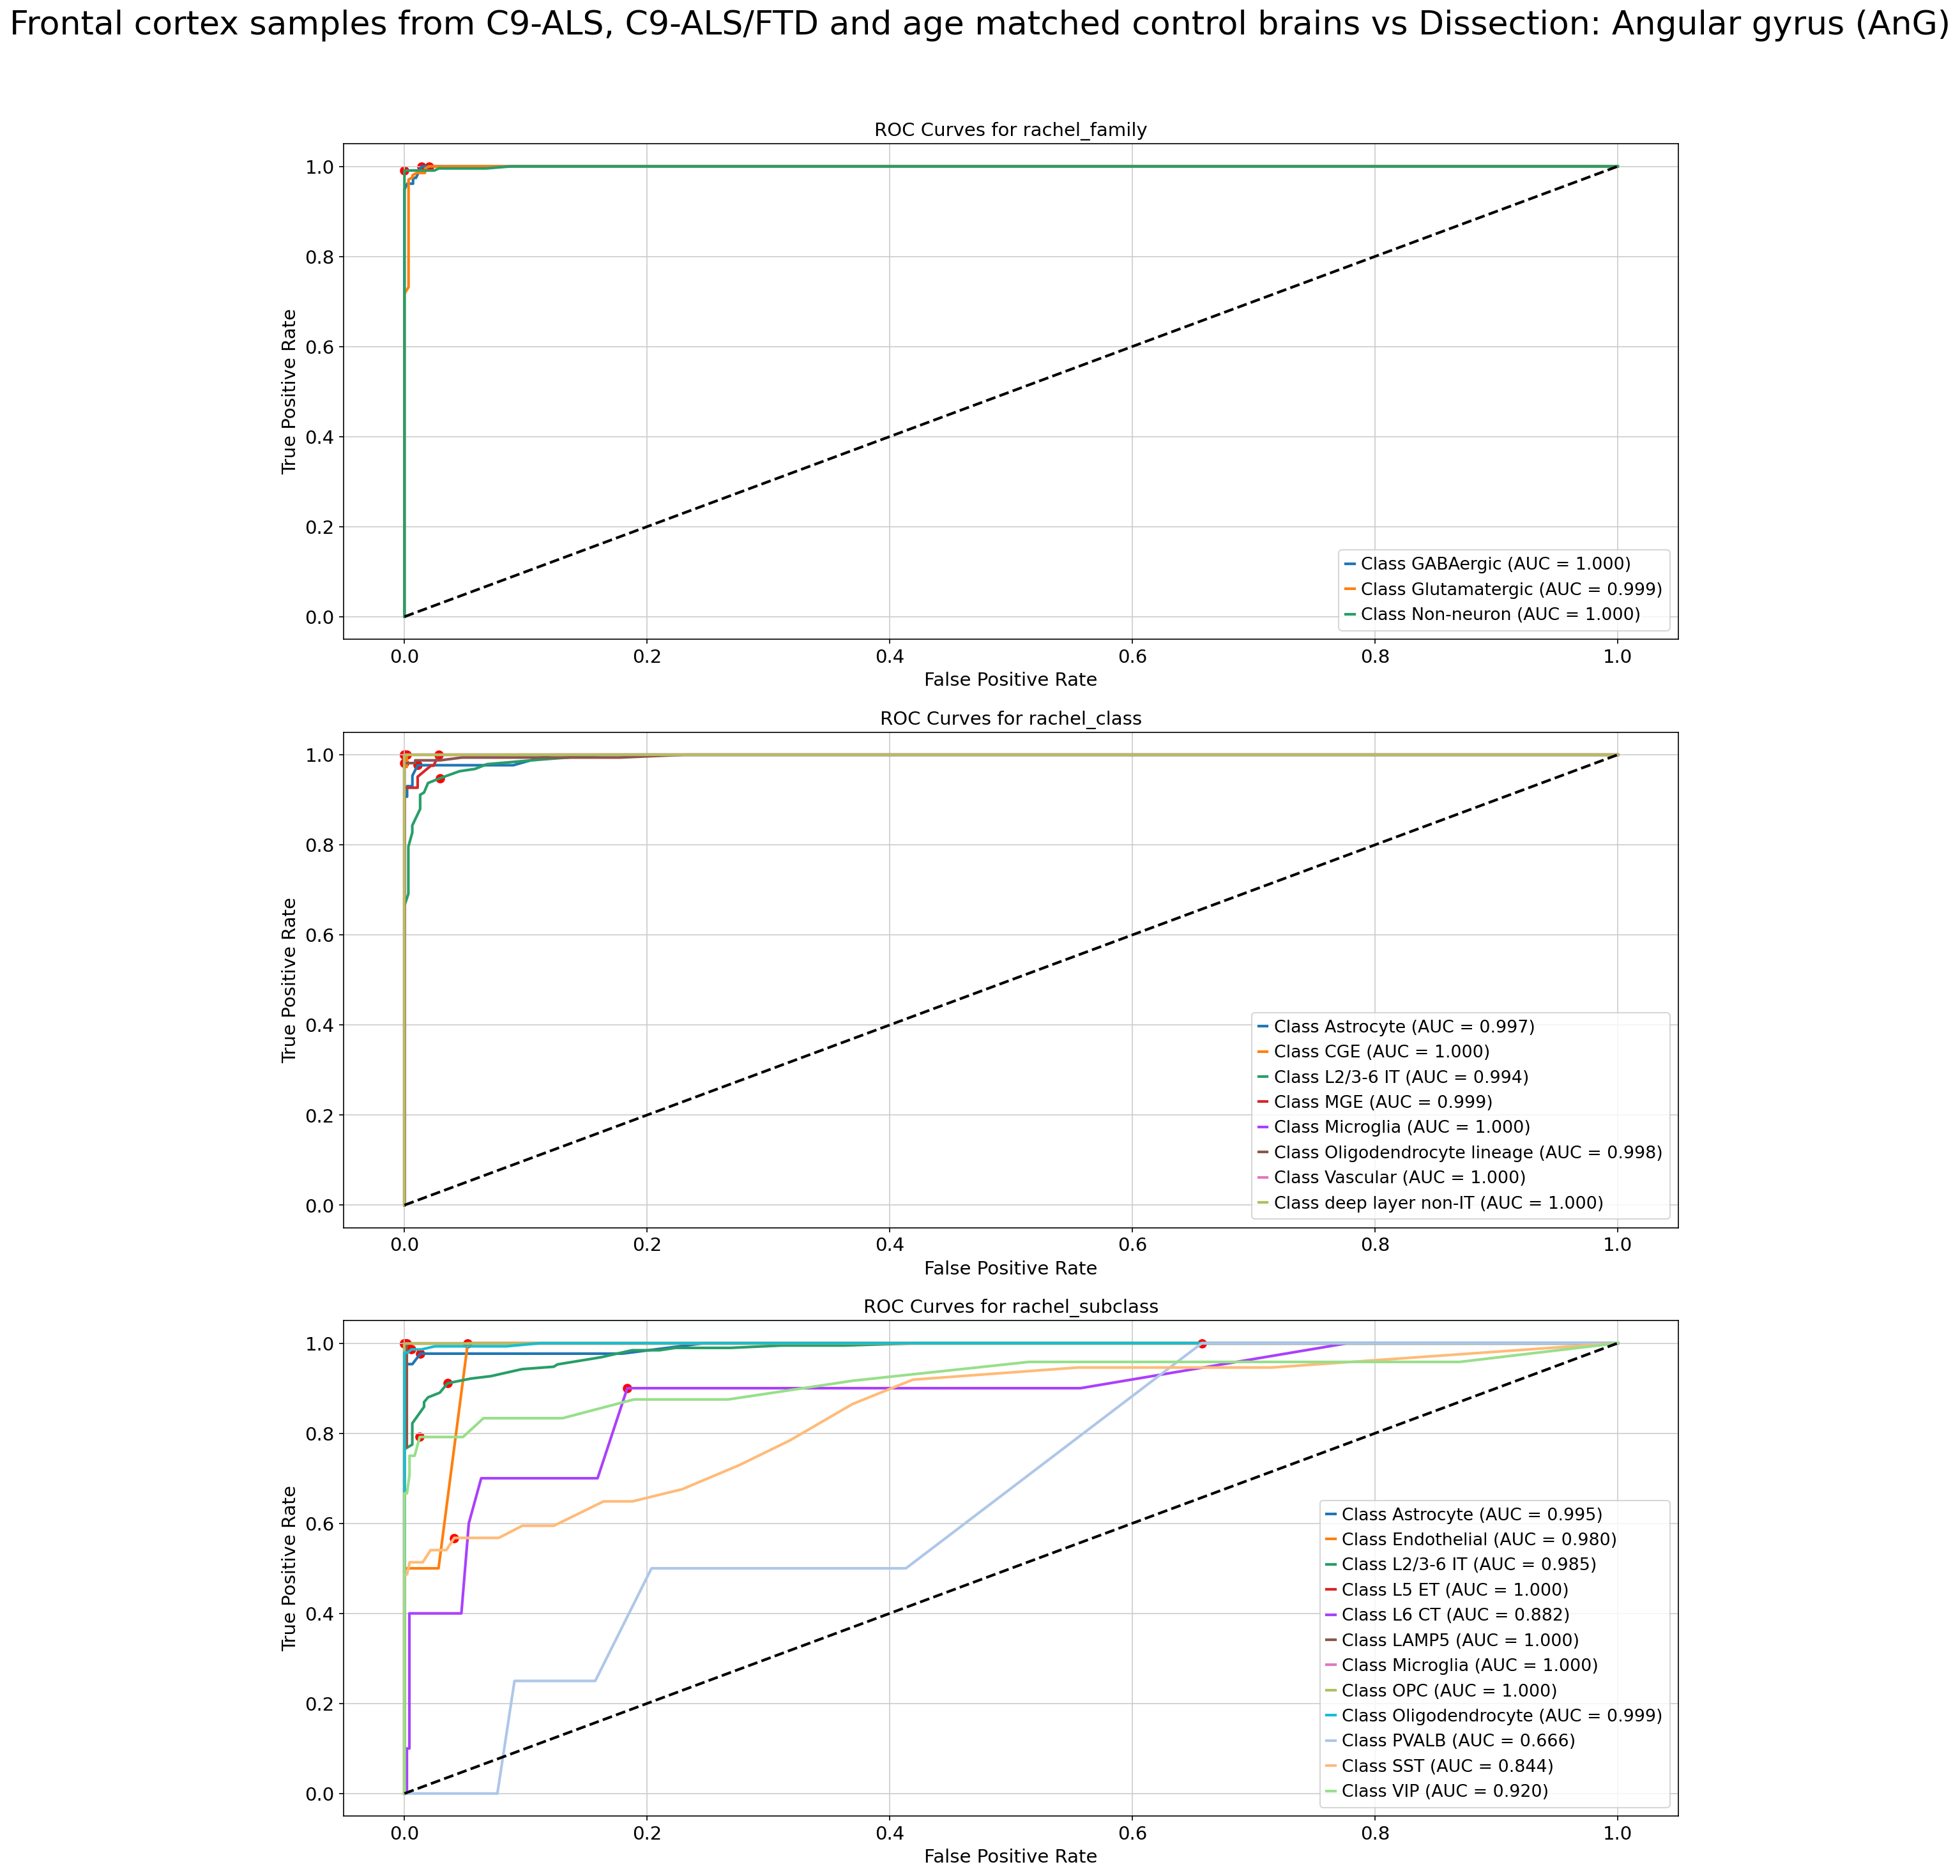 Frontal cortex samples from C9-ALS, C9-ALS/FTD and age matched control brains vs Dissection: Angular gyrus (AnG)
ROC Curves for rachel_family
True Positive Rate
1.0
0.8
0.6
0.4
0.2
0.0
Class GABAergic (AUC = 1.000)
Class Glutamatergic (AUC = 0.999)
Class Non-neuron (AUC = 1.000)
0.0 0.2 0.4 0.6 0.8 1.0
False Positive Rate
ROC Curves for rachel_class
True Positive Rate
1.0
0.8
0.6
0.4
0.2
0.0
Class Astrocyte (AUC = 0.997)
Class CGE (AUC = 1.000)
Class L2/3-6 IT (AUC = 0.994)
Class MGE (AUC = 0.999)
Class Microglia (AUC = 1.000)
Class Oligodendrocyte lineage (AUC = 0.998)
Class Vascular (AUC = 1.000)
Class deep layer non-IT (AUC = 1.000)
0.0 0.2 0.4 0.6 0.8 1.0
False Positive Rate
ROC Curves for rachel_subclass
True Positive Rate
1.0
0.8
0.6
0.4
0.2
0.0
Class Astrocyte (AUC = 0.995)
Class Endothelial (AUC = 0.980)
Class L2/3-6 IT (AUC = 0.985)
Class L5 ET (AUC = 1.000)
Class L6 CT (AUC = 0.882)
Class LAMP5 (AUC = 1.000)
Class Microglia (AUC = 1.000)
Class OPC (AUC = 1.000)
Class Oligodendrocyte (AUC = 0.999)
Class PVALB (AUC = 0.666)
Class SST (AUC = 0.844)
Class VIP (AUC = 0.920)
0.0 0.2 0.4 0.6 0.8 1.0
False Positive Rate